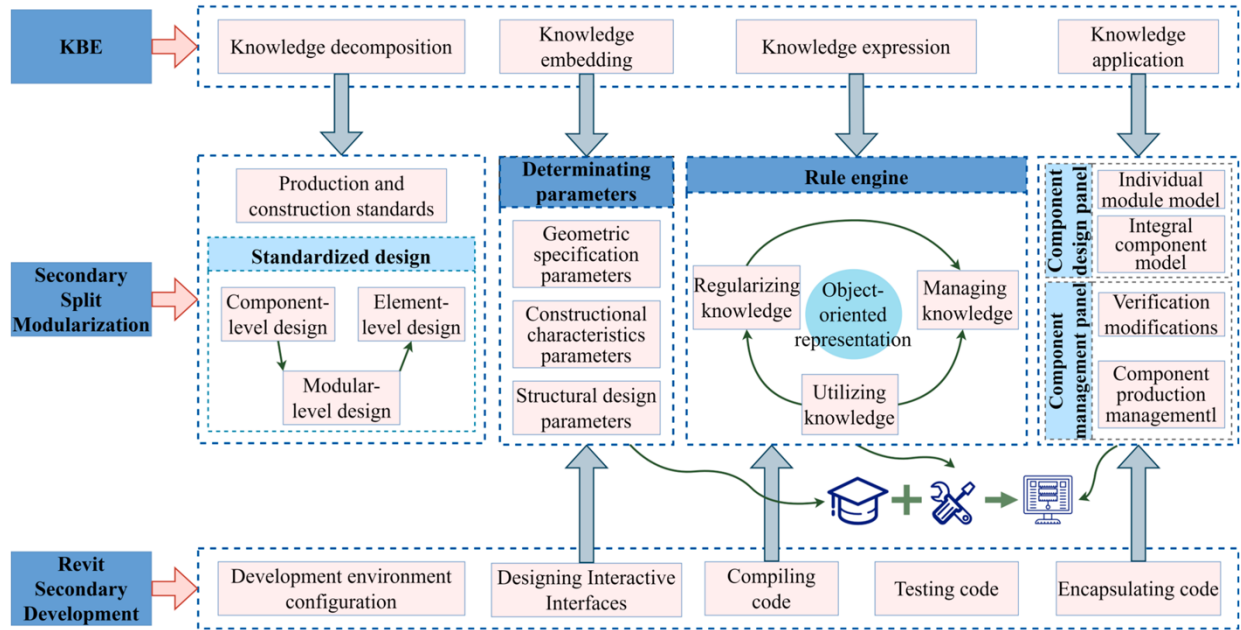 KBE
Knowledge decomposition
Knowledge
embedding
Knowledge expression
Knowledge
application
Secondary
Split
Modularization
Production and
construction standards
Standardized design
Component-
level design
Element-
level design
Modular-
level design
Determinating
parameters
Geometric
specification
parameters
Constructional
characteristics
parameters
Structural design
parameters
Rule engine
Regularizing
knowledge
Object-
oriented
representation
Managing
knowledge
Utilizing
knowledge
Component
design panel
Individual
module model
Integral
component
model
Component
management panel
Verification
modifications
Component
production
managementl
Revit
Secondary
Development
Development environment
configuration
Designing Interactive
Interfaces
Compiling
code
Testing code
Encapsulating code